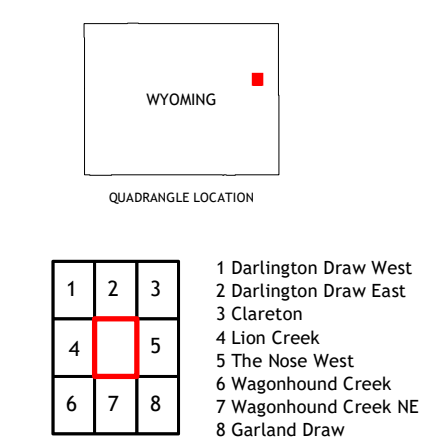 WYOMING
QUADRANGLE LOCATION
1 2 3
4 5
6 7 8
1 Darlington Draw West
2 Darlington Draw East
3 Clareton
4 Lion Creek
5 The Nose West
6 Wagonhound Creek
7 Wagonhound Creek NE
8 Garland Draw